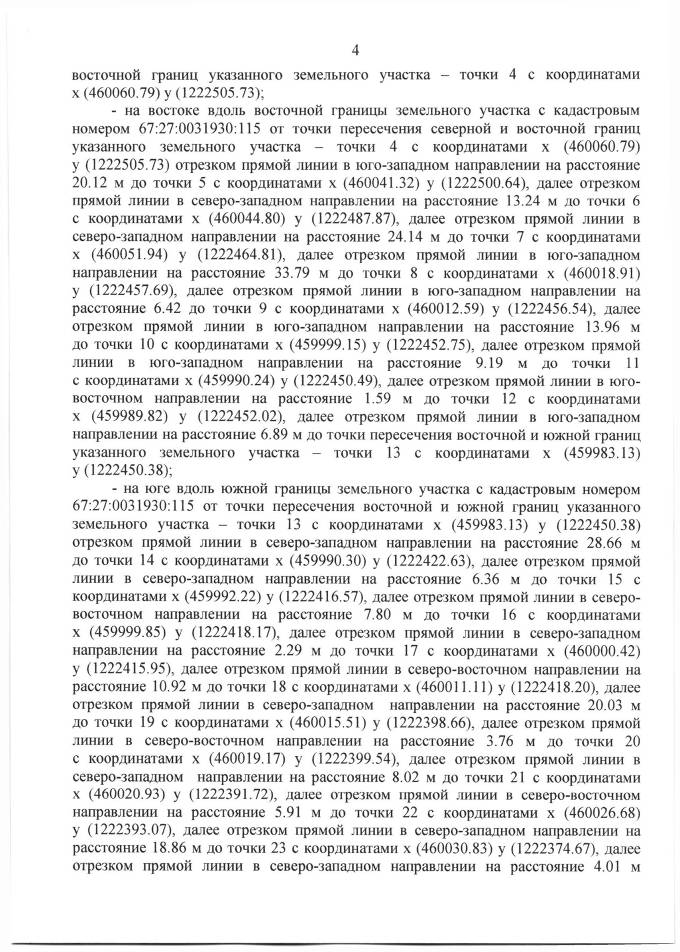 4
восточной границ указанного земельного участка – точки 4 с координатами
х (460060.79) у (1222505.73);
- на востоке вдоль восточной границы земельного участка с кадастровым
номером 67:27:0031930:115 от точки пересечения северной и восточной границ
указанного земельного участка – точки 4 с координатами х (460060.79)
у (1222505.73) отрезком прямой линии в юго-западном направлении на расстояние
20.12 м до точки 5 с координатами х (460041.32) у (1222500.64), далее отрезком
прямой линии в северо-западном направлении на расстояние 13.24 м до точки 6
с координатами х (460044.80) у (1222487.87), далее отрезком прямой линии в
северо-западном направлении на расстояние 24.14 м до точки 7 с координатами
х (460051.94) у (1222464.81), далее отрезком прямой линии в юго-западном
направлении на расстояние 33.79 м до точки 8 с координатами х (460018.91)
у (1222457.69), далее отрезком прямой линии в юго-западном направлении на
расстояние 6.42 до точки 9 с координатами х (460012.59) у (1222456.54), далее
отрезком прямой линии в юго-западном направлении на расстояние 13.96 м
до точки 10 с координатами х (459999.15) у (1222452.75), далее отрезком прямой
линии в юго-западном направлении на расстояние 9.19 м до точки 11
с координатами х (459990.24) у (1222450.49), далее отрезком прямой линии в юго-
восточном направлении на расстояние 1.59 м до точки 12 с координатами
х (459989.82) у (1222452.02), далее отрезком прямой линии в юго-западном
направлении на расстояние 6.89 м до точки пересечения восточной и южной границ
указанного земельного участка – точки 13 с координатами х (459983.13)
у (1222450.38);
- на юге вдоль южной границы земельного участка с кадастровым номером
67:27:0031930:115 от точки пересечения восточной и южной границ указанного
земельного участка – точки 13 с координатами х (459983.13) у (1222450.38)
отрезком прямой линии в северо-западном направлении на расстояние 28.66 м
до точки 14 с координатами х (459990.30) у (1222422.63), далее отрезком прямой
линии в северо-западном направлении на расстояние 6.36 м до точки 15 с
координатами х (459992.22) у (1222416.57), далее отрезком прямой линии в северо-
восточном направлении на расстояние 7.80 м до точки 16 с координатами
х (459999.85) у (1222418.17), далее отрезком прямой линии в северо-западном
направлении на расстояние 2.29 м до точки 17 с координатами х (460000.42)
у (1222415.95), далее отрезком прямой линии в северо-восточном направлении на
расстояние 10.92 м до точки 18 с координатами х (460011.11) у (1222418.20), далее
отрезком прямой линии в северо-западном направлении на расстояние 20.03 м
до точки 19 с координатами х (460015.51) у (1222398.66), далее отрезком прямой
линии в северо-восточном направлении на расстояние 3.76 м до точки 20
с координатами х (460019.17) у (1222399.54), далее отрезком прямой линии в
северо-западном направлении на расстояние 8.02 м до точки 21 с координатами
х (460020.93) у (1222391.72), далее отрезком прямой линии в северо-восточном
направлении на расстояние 5.91 м до точки 22 с координатами х (460026.68)
у (1222393.07), далее отрезком прямой линии в северо-западном направлении на
расстояние 18.86 м до точки 23 с координатами х (460030.83) у (1222374.67), далее
отрезком прямой линии в северо-западном направлении на расстояние 4.01 м